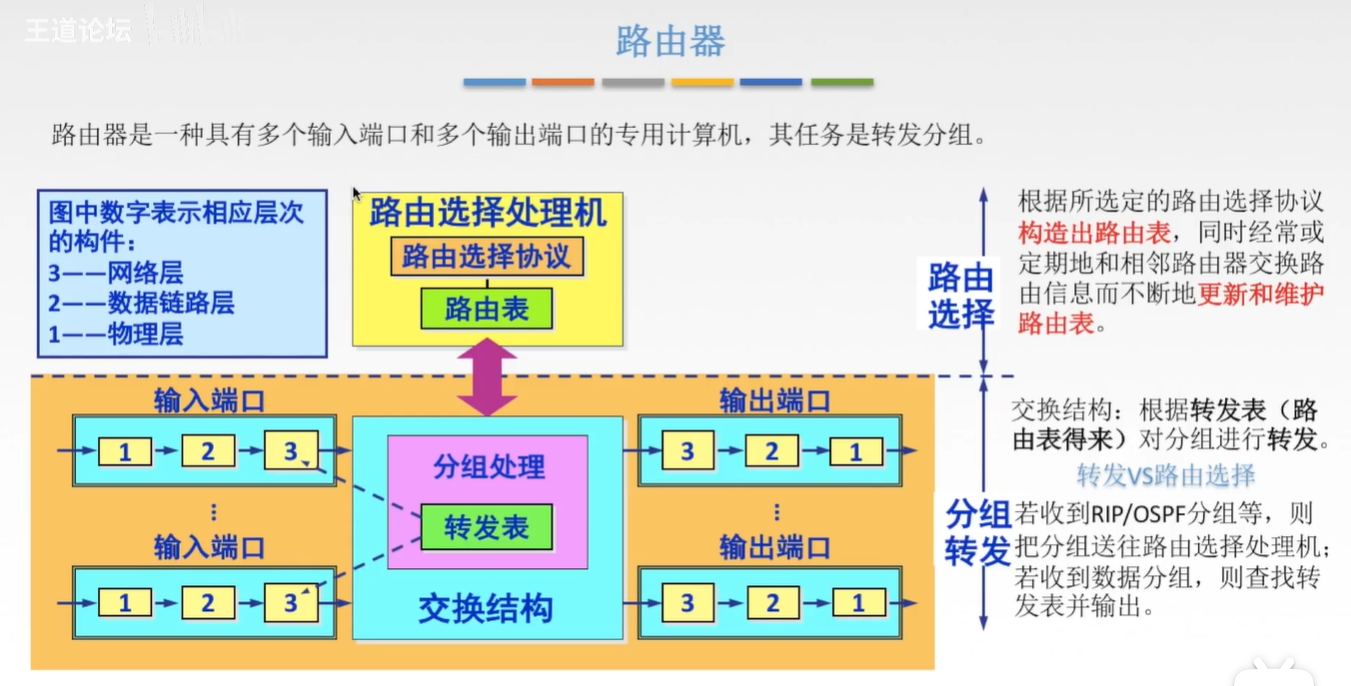 王道论坛
路由器
路由器是一种具有多个输入端口和多个输出端口的专用计算机，其任务是转发分组。
图中数字表示相应层次
的构件：
3——网络层
2——数据链路层
1——物理层
路由选择处理机
路由选择协议
路由表
路由
选择
根据所选定的路由选择协议
构造出路由表，同时经常或
定期地和相邻路由器交换路
由信息而不断地更新和维护
路由表。
输入端口
1
2
3
⋮
输入端口
1
2
3
分组处理
转发表
交换结构
输出端口
3
2
1
⋮
输出端口
3
2
1
分组
转发
交换结构：根据转发表（路
由表得来）对分组进行转发。
转发VS路由选择
若收到RIP/OSPF分组等，则
把分组送往路由选择处理机；
若收到数据分组，则查找转
发表并输出。